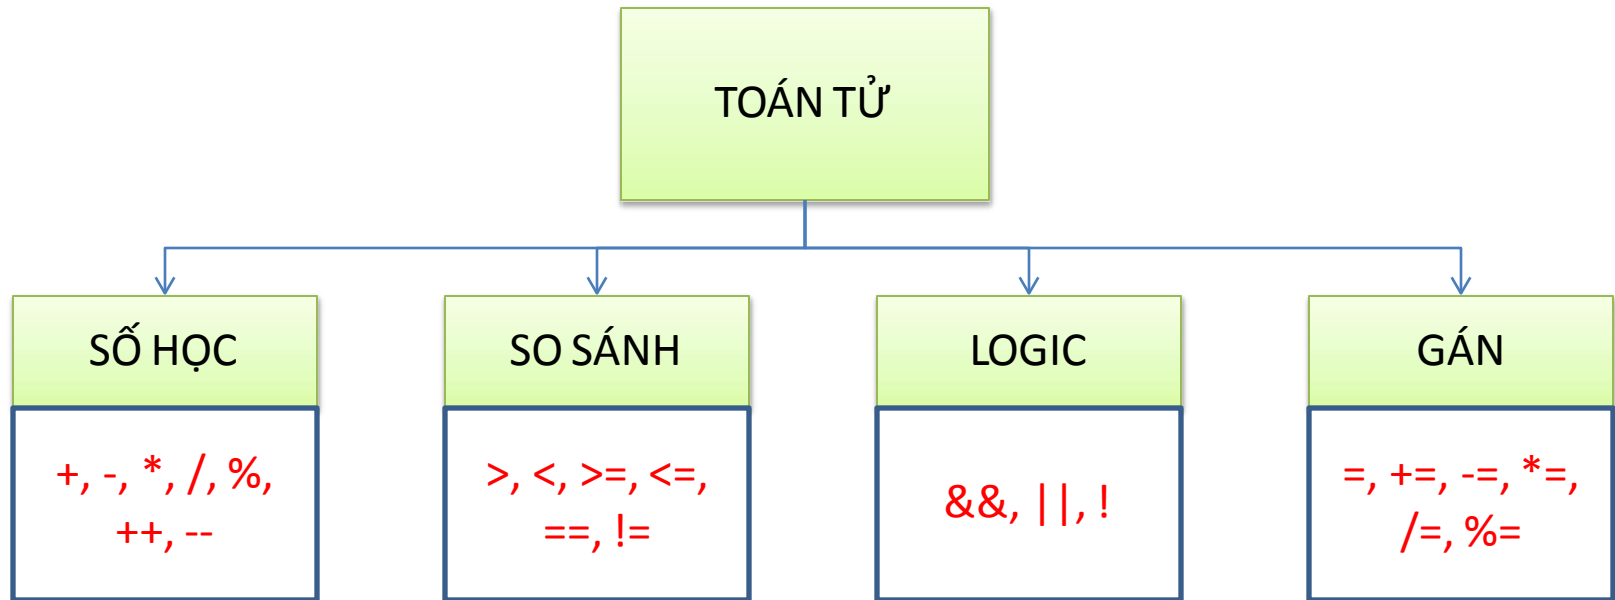 TOÁN TỬ
SỐ HỌC
SO SÁNH
LOGIC
GÁN
+, -, *, /, %,
++, --
>, <, >=, <=,
==, !=
&&, ||, !
=, +=, -=, *=,
/=, %=